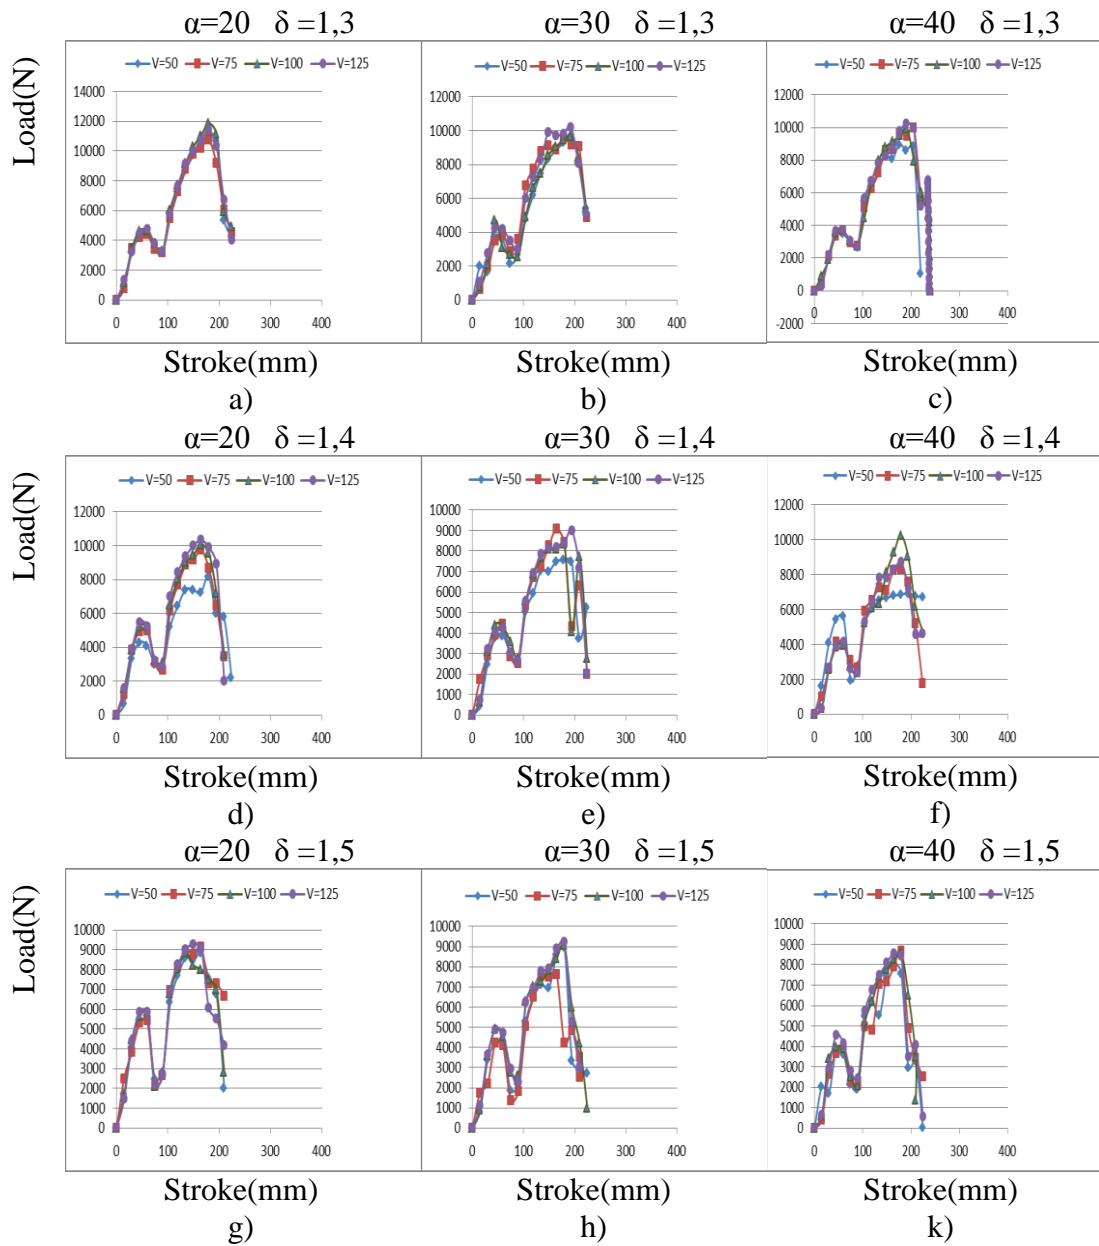 α=20 δ =1,3
α=30 δ =1,3
α=40 δ =1,3
Load(N)
V=50 V=75 V=100 V=125
14000
12000
10000
8000
6000
4000
2000
0
0 100 200 300 400
V=50 V=75 V=100 V=125
12000
10000
8000
6000
4000
2000
0
0 100 200 300 400
V=50 V=75 V=100 V=125
12000
10000
8000
6000
4000
2000
0
-2000
0 100 200 300 400
Stroke(mm)
Stroke(mm)
Stroke(mm)
a)
b)
c)
α=20 δ =1,4
α=30 δ =1,4
α=40 δ =1,4
Load(N)
V=50 V=75 V=100 V=125
12000
10000
8000
6000
4000
2000
0
0 100 200 300 400
V=50 V=75 V=100 V=125
10000
9000
8000
7000
6000
5000
4000
3000
2000
1000
0
0 100 200 300 400
V=50 V=75 V=100 V=125
12000
10000
8000
6000
4000
2000
0
0 100 200 300 400
Stroke(mm)
Stroke(mm)
Stroke(mm)
d)
e)
f)
α=20 δ =1,5
α=30 δ =1,5
α=40 δ =1,5
Load(N)
V=50 V=75 V=100 V=125
10000
9000
8000
7000
6000
5000
4000
3000
2000
1000
0
0 100 200 300 400
V=50 V=75 V=100 V=125
10000
9000
8000
7000
6000
5000
4000
3000
2000
1000
0
0 100 200 300 400
V=50 V=75 V=100 V=125
10000
9000
8000
7000
6000
5000
4000
3000
2000
1000
0
0 100 200 300 400
Stroke(mm)
Stroke(mm)
Stroke(mm)
g)
h)
k)